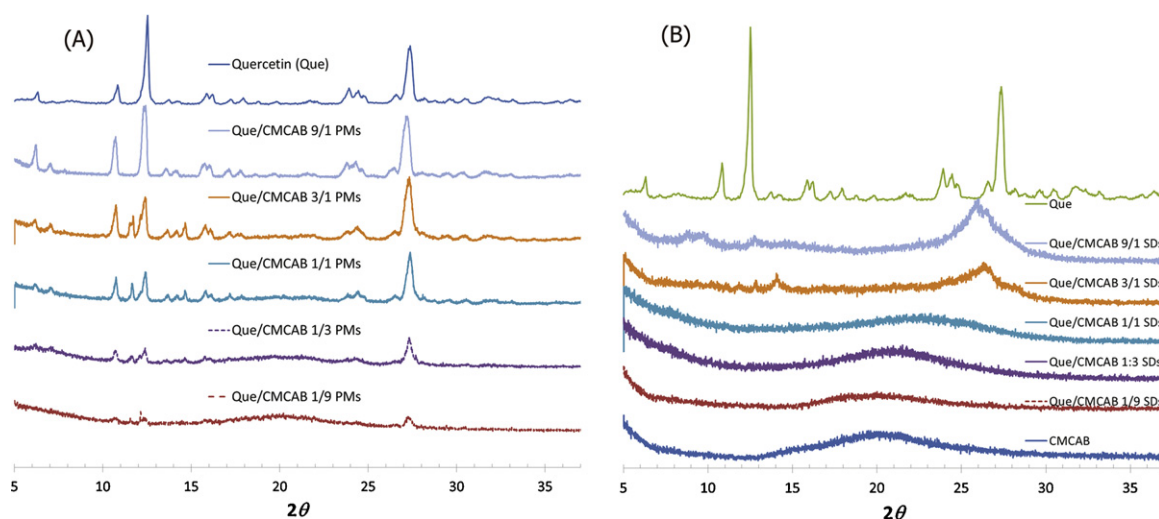 (A)
Quercetin (Que)
Que/CMCAB 9/1 PMs
Que/CMCAB 3/1 PMs
Que/CMCAB 1/1 PMs
Que/CMCAB 1/3 PMs
Que/CMCAB 1/9 PMs
5 10 15 20 25 30 35
2θ
(B)
Que
Que/CMCAB 9/1 SDs
Que/CMCAB 3/1 SDs
Que/CMCAB 1/1 SDs
Que/CMCAB 1:3 SDs
Que/CMCAB 1/9 SDs
CMCAB
5 10 15 20 25 30 35
2θ